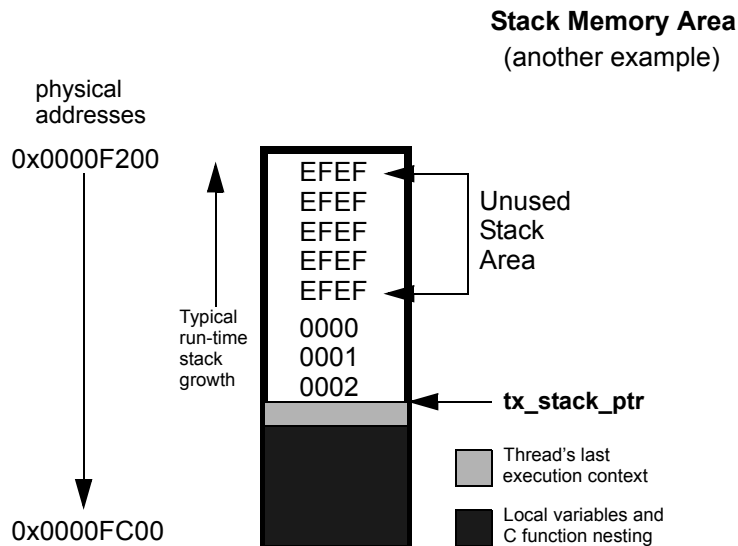 Stack Memory Area
(another example)
physical
addresses
0x0000F200
EFEF
EFEF
EFEF
EFEF
EFEF
0000
0001
0002
Unused
Stack
Area
Typical
run-time
stack
growth
tx_stack_ptr
Thread's last
execution context
Local variables and
C function nesting
0x0000FC00